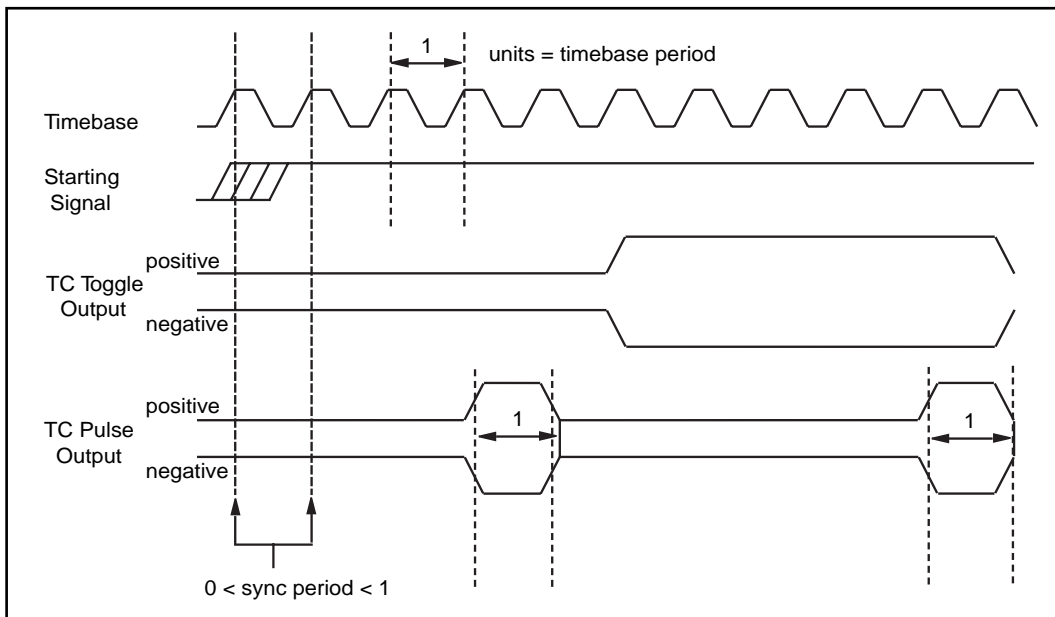 1
units = timebase period
Timebase
Starting
Signal
positive
TC Toggle
Output
negative
positive
1
1
TC Pulse
Output
negative
0 < sync period < 1